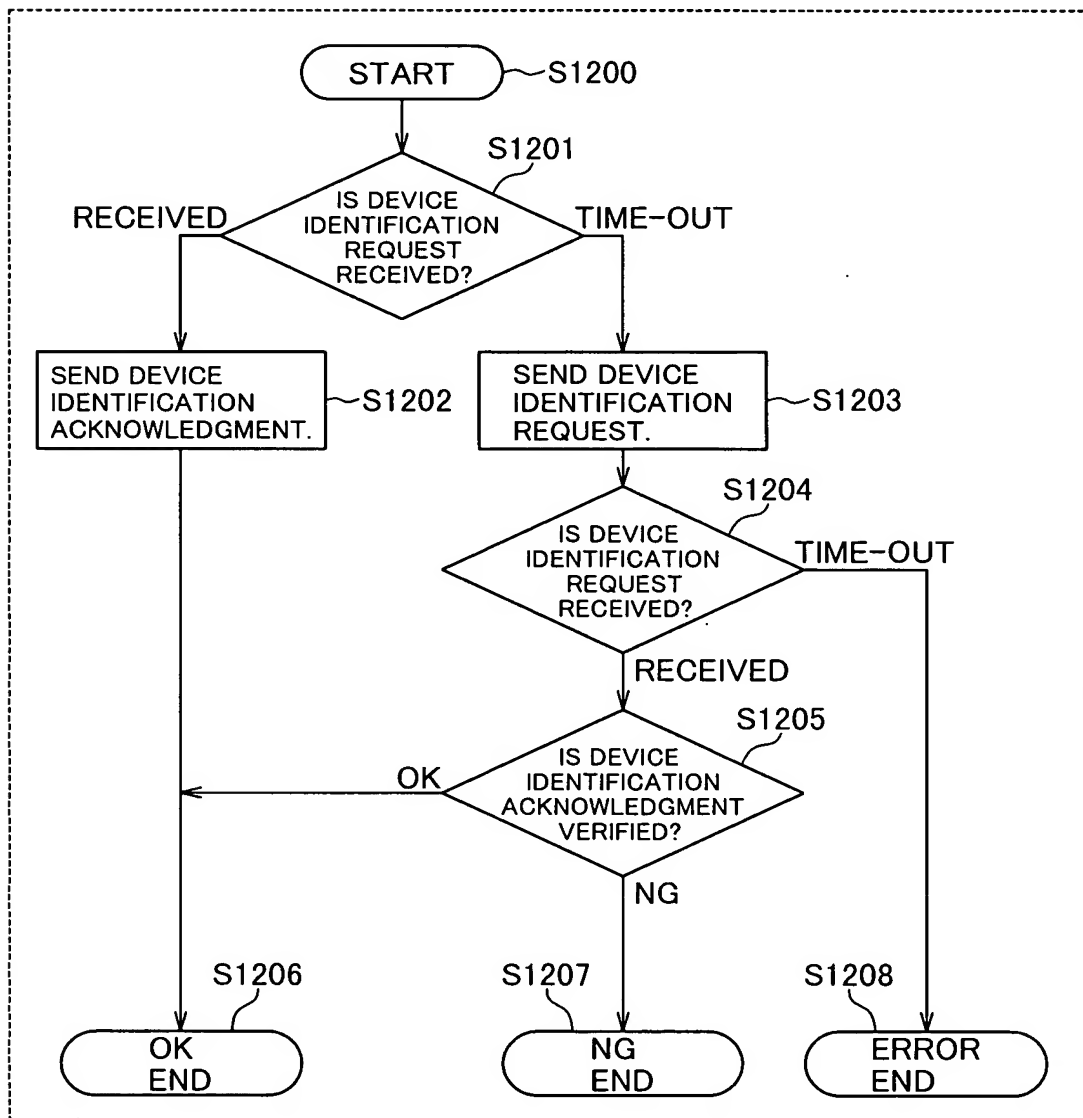 START
S1200
S1201
IS DEVICE
IDENTIFICATION
REQUEST
RECEIVED?
RECEIVED
TIME-OUT
SEND DEVICE
IDENTIFICATION
ACKNOWLEDGMENT.
S1202
SEND DEVICE
IDENTIFICATION
REQUEST.
S1203
S1204
IS DEVICE
IDENTIFICATION
REQUEST
RECEIVED?
TIME-OUT
RECEIVED
S1205
IS DEVICE
IDENTIFICATION
ACKNOWLEDGMENT
VERIFIED?
OK
NG
S1206
OK
END
S1207
NG
END
S1208
ERROR
END